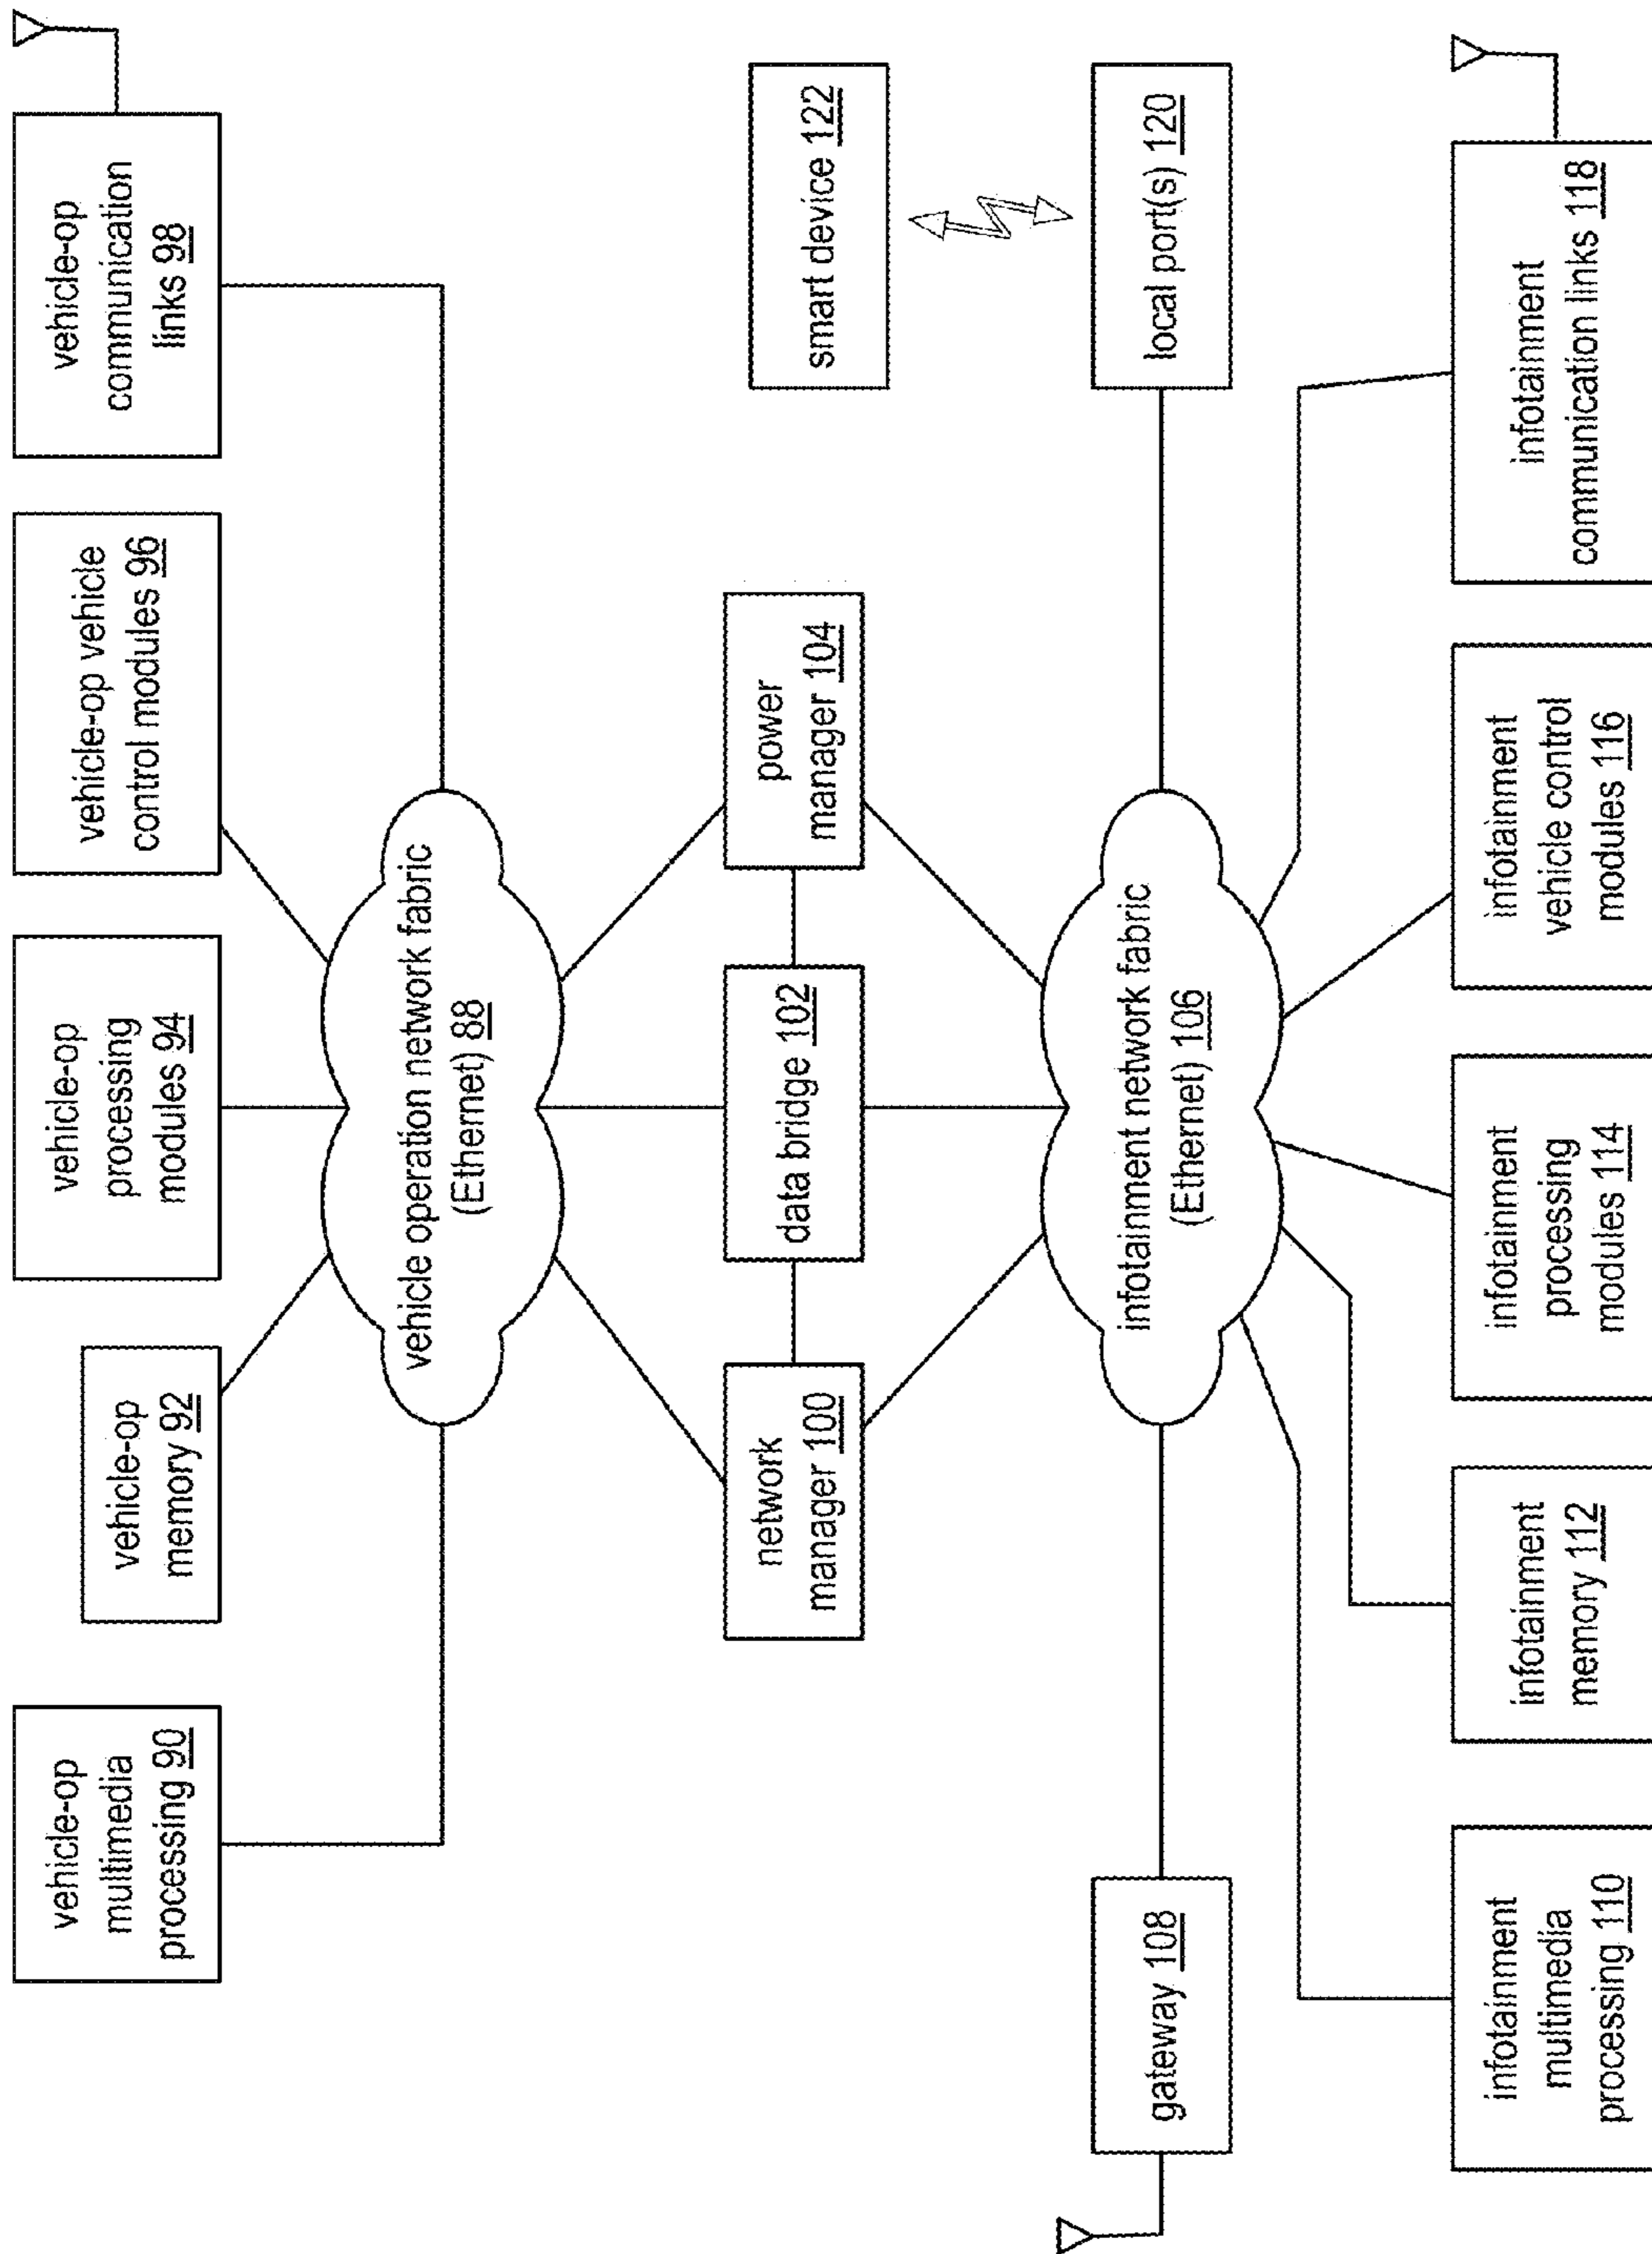 vehicle-op
multimedia
processing 90
vehicle-op
memory 92
vehicle-op
processing
modules 94
vehicle-op vehicle
control modules 96
vehicle-op
communication
links 98
vehicle operation network fabric
(Ethernet) 88
network
manager 100
data bridge 102
power
manager 104
smart device 122
gateway 108
infotainment network fabric
(Ethernet) 106
local port(s) 120
infotainment
multimedia
processing 110
infotainment
memory 112
infotainment
processing
modules 114
infotainment
vehicle control
modules 116
infotainment
communication links 118